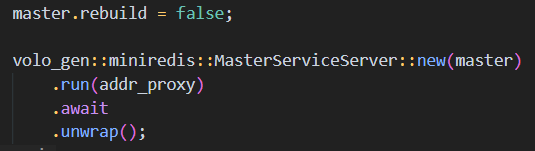 master.rebuild = false;
volo_gen::miniredis::MasterServiceServer::new(master)
.run(addr_proxy)
.await
.unwrap();